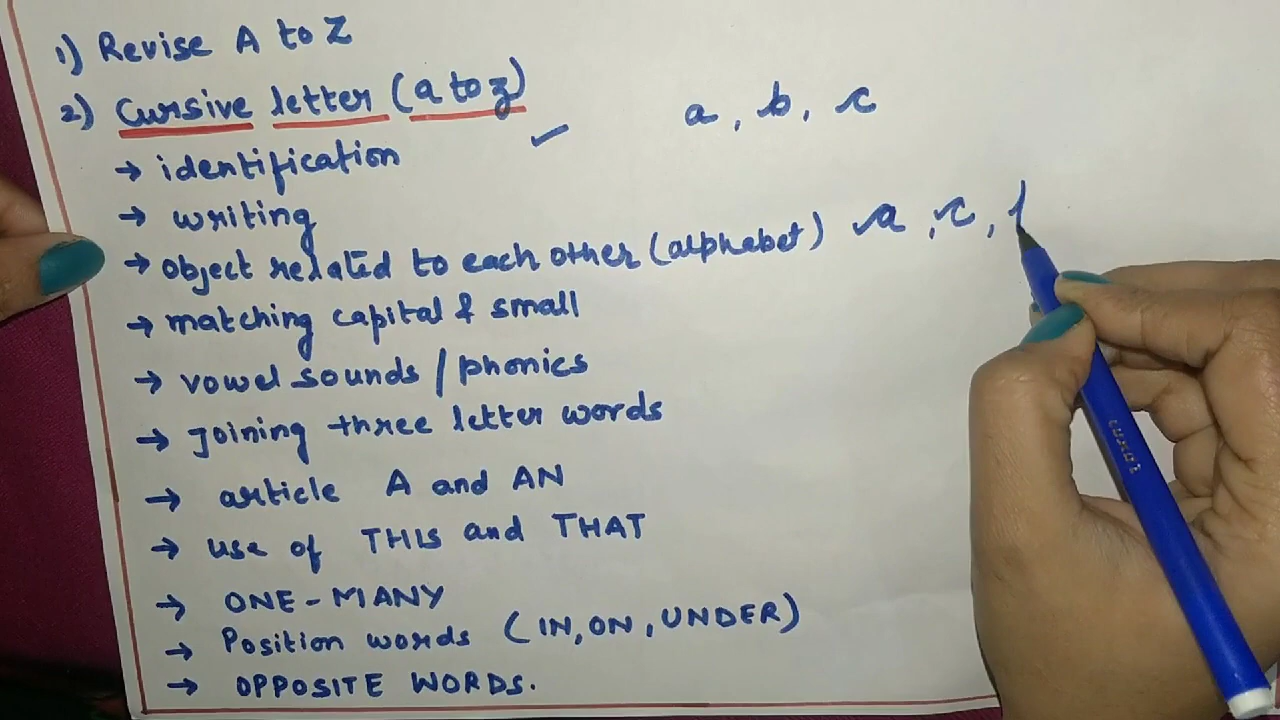 1) Revise A to Z
2) Cursive letter (a to z)
a, b, c
→ identification
→ writing
→ object related to each other (alphabet) a, c,
→ matching capital & small
→ vowel sounds / phonics
→ joining three letter words
→ article A and AN
→ use of THIS and THAT
→ ONE - MANY
→ Position words (IN, ON, UNDER)
→ OPPOSITE WORDS.